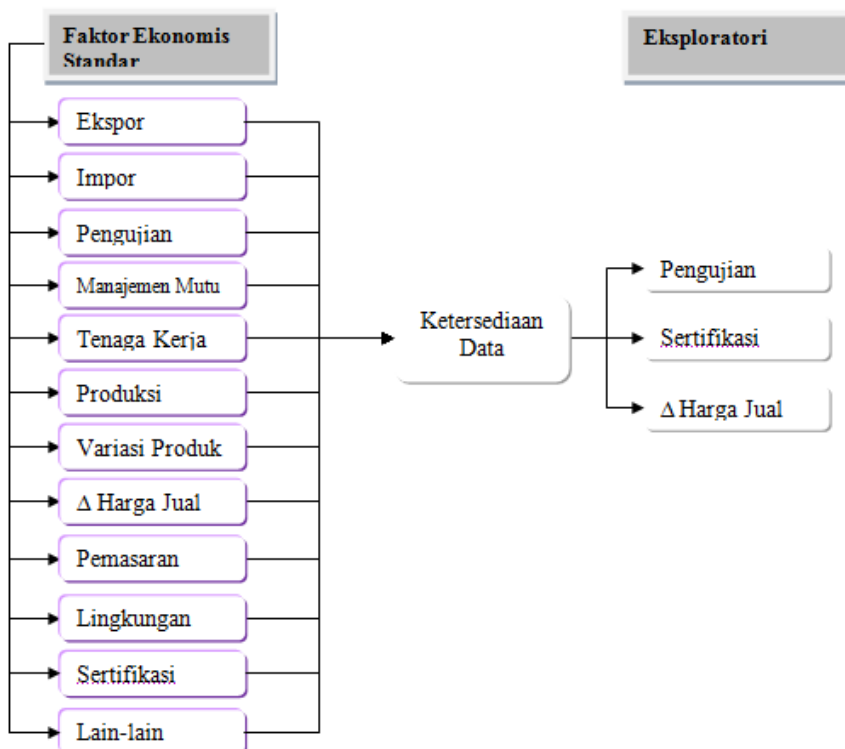 Faktor Ekonomis
Standar
Eksploratori
Ekspor
Impor
Pengujian
Manajemen Mutu
Tenaga Kerja
Produksi
Variasi Produk
Δ Harga Jual
Pemasaran
Lingkungan
Sertifikasi
Lain-lain
Ketersediaan
Data
Pengujian
Sertifikasi
Δ Harga Jual